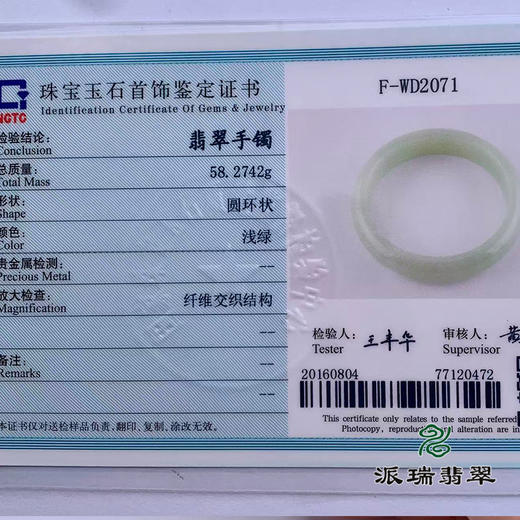 珠宝玉石首饰鉴定证书
Identification Certificate Of Gems & Jewelry
NGTC
检验结论:
Conclusion
翡翠手镯
总质量:
Total Mass
58.2742g
形状:
Shape
圆环状
颜色:
Color
浅绿
贵金属检测:
Precious Metal
--
放大检查:
Magnification
纤维交织结构
--
备注:
Remarks
--
--
本证书仅对送检样品负责,翻印、复制、涂改无效。
F-WD2071
检验人:
Tester
王丰华
审核人:
Supervisor
20160804
77120472
This certificate only relates to the sample referred
Photocopy,
alteration are
派瑞翡翠